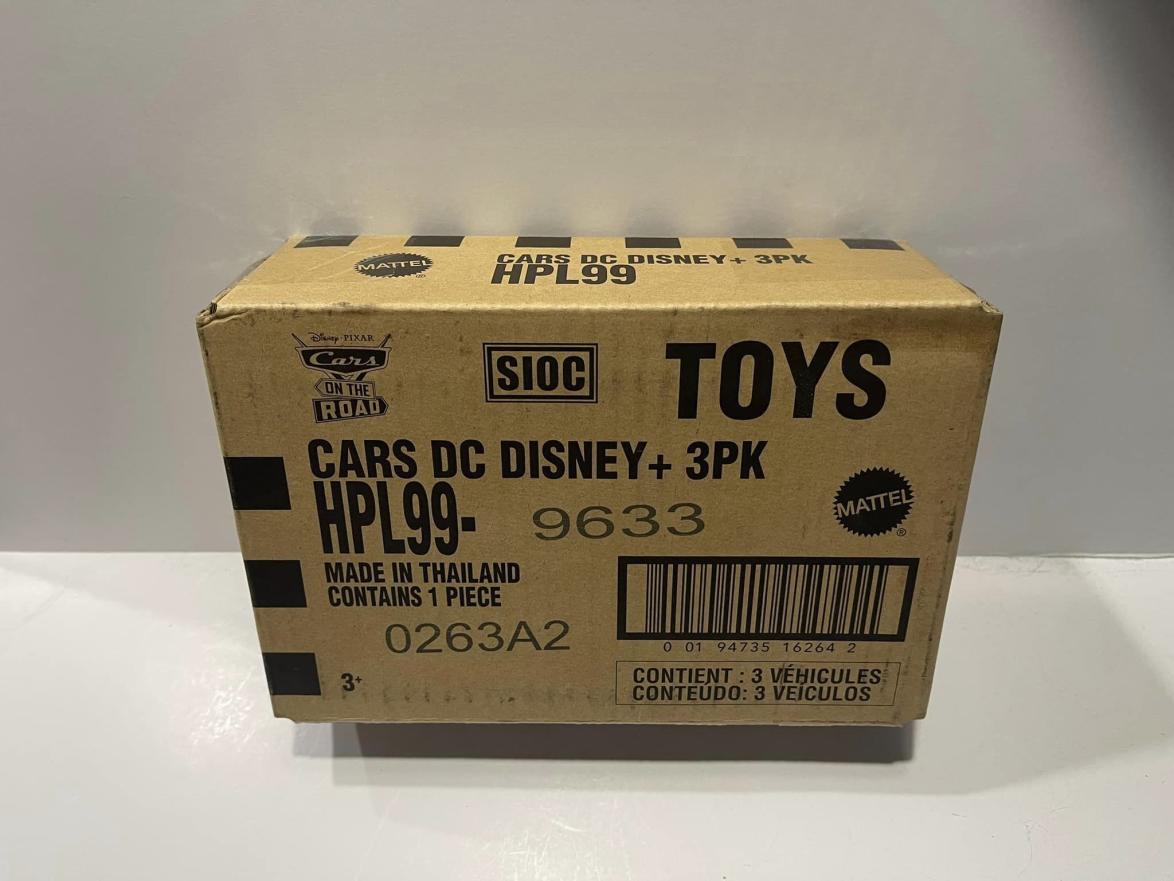 MATTEL
®
CARS DC DISNEY+ 3PK
HPL99
Disney · PIXAR
Cars
ON THE
ROAD
SIOC
TOYS
CARS DC DISNEY+ 3PK
HPL99- 9633
MATTEL
®
MADE IN THAILAND
CONTAINS 1 PIECE
0263A2
0 01 94735 16264 2
3+
CONTIENT : 3 VÉHICULES
CONTEÚDO: 3 VEÍCULOS